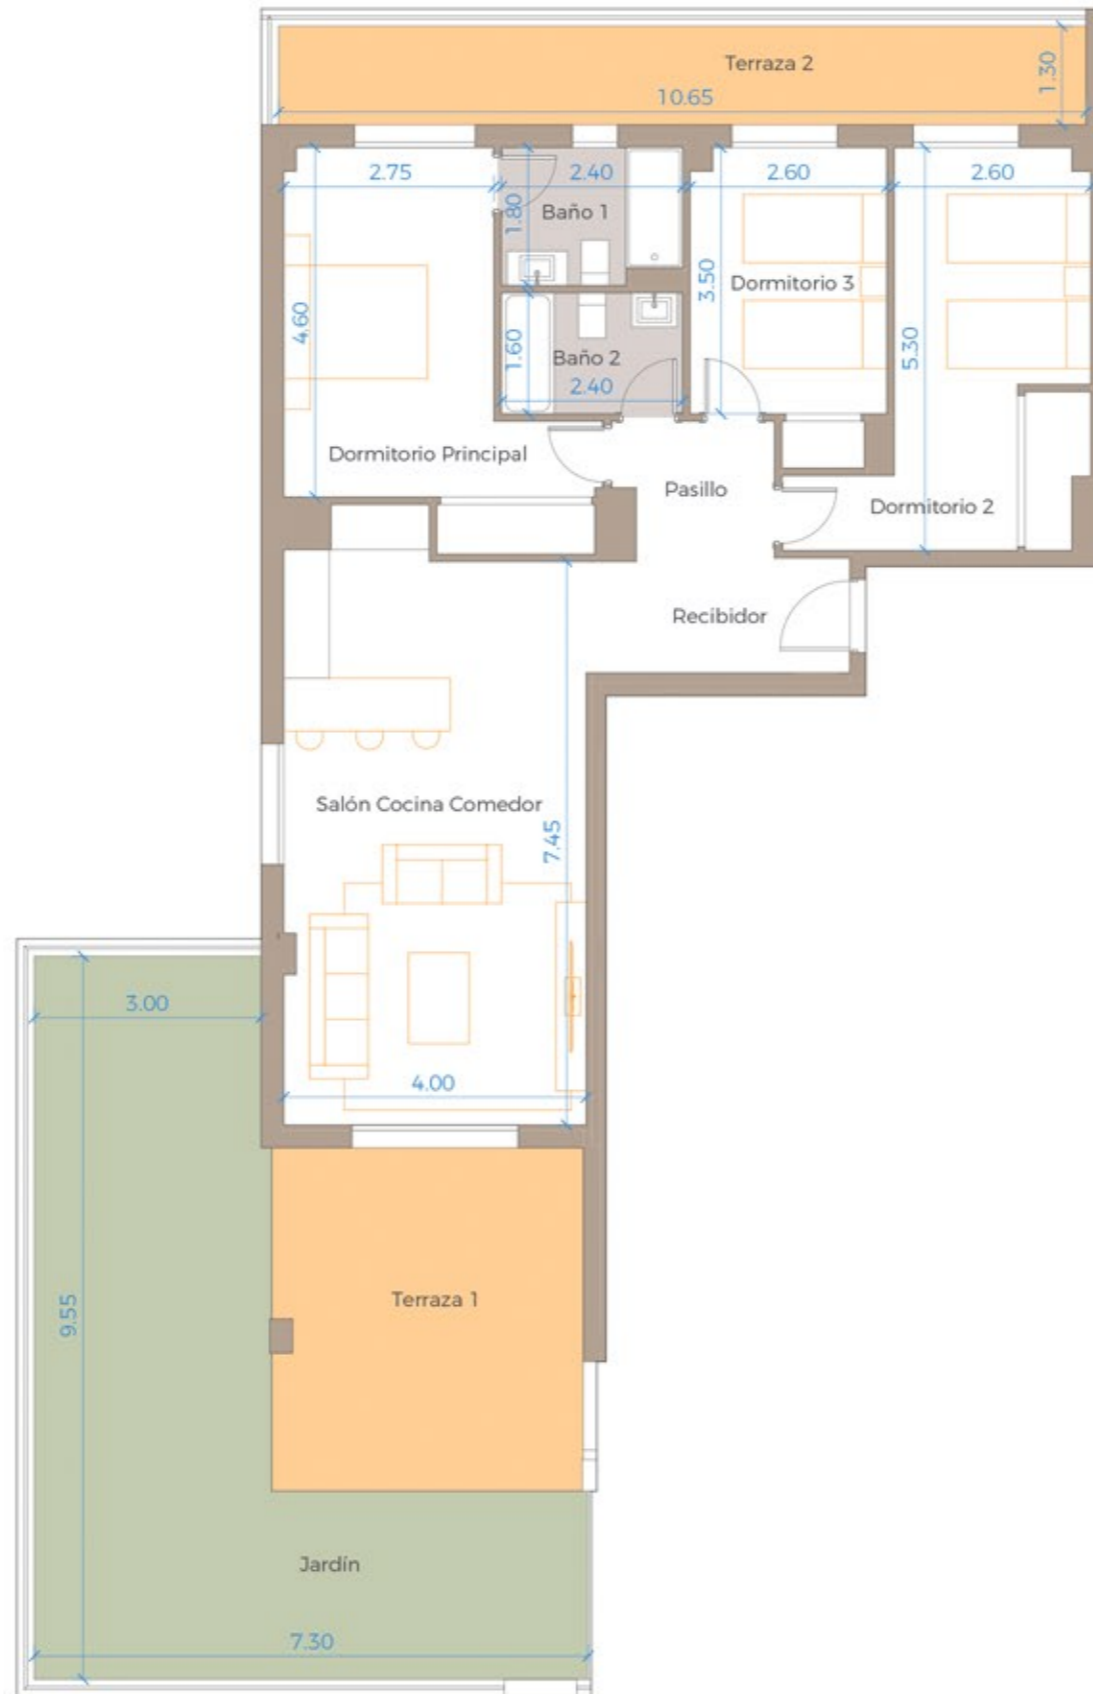 Terraza 2
1.30
10.65
2.75
2.40
2.60
2.60
1.80
Baño 1
3.50
Dormitorio 3
4.60
5.30
1.60
Baño 2
2.40
Dormitorio Principal
Pasillo
Dormitorio 2
Recibidor
Salón Cocina Comedor
7.45
3.00
4.00
9.55
Terraza 1
Jardín
7.30